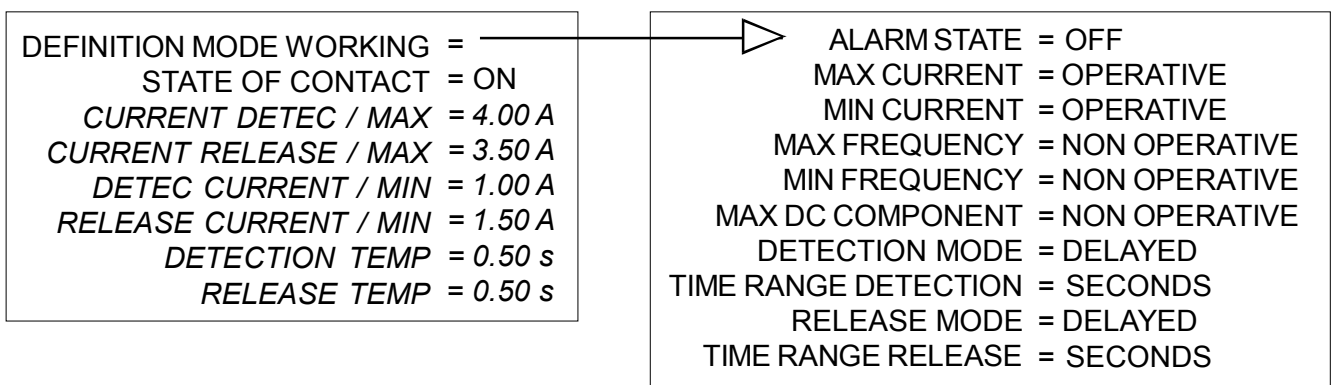 DEFINITION MODE WORKING =
STATE OF CONTACT = ON
CURRENT DETEC / MAX = 4.00 A
CURRENT RELEASE / MAX = 3.50 A
DETEC CURRENT / MIN = 1.00 A
RELEASE CURRENT / MIN = 1.50 A
DETECTION TEMP = 0.50 s
RELEASE TEMP = 0.50 s
ALARM STATE = OFF
MAX CURRENT = OPERATIVE
MIN CURRENT = OPERATIVE
MAX FREQUENCY = NON OPERATIVE
MIN FREQUENCY = NON OPERATIVE
MAX DC COMPONENT = NON OPERATIVE
DETECTION MODE = DELAYED
TIME RANGE DETECTION = SECONDS
RELEASE MODE = DELAYED
TIME RANGE RELEASE = SECONDS